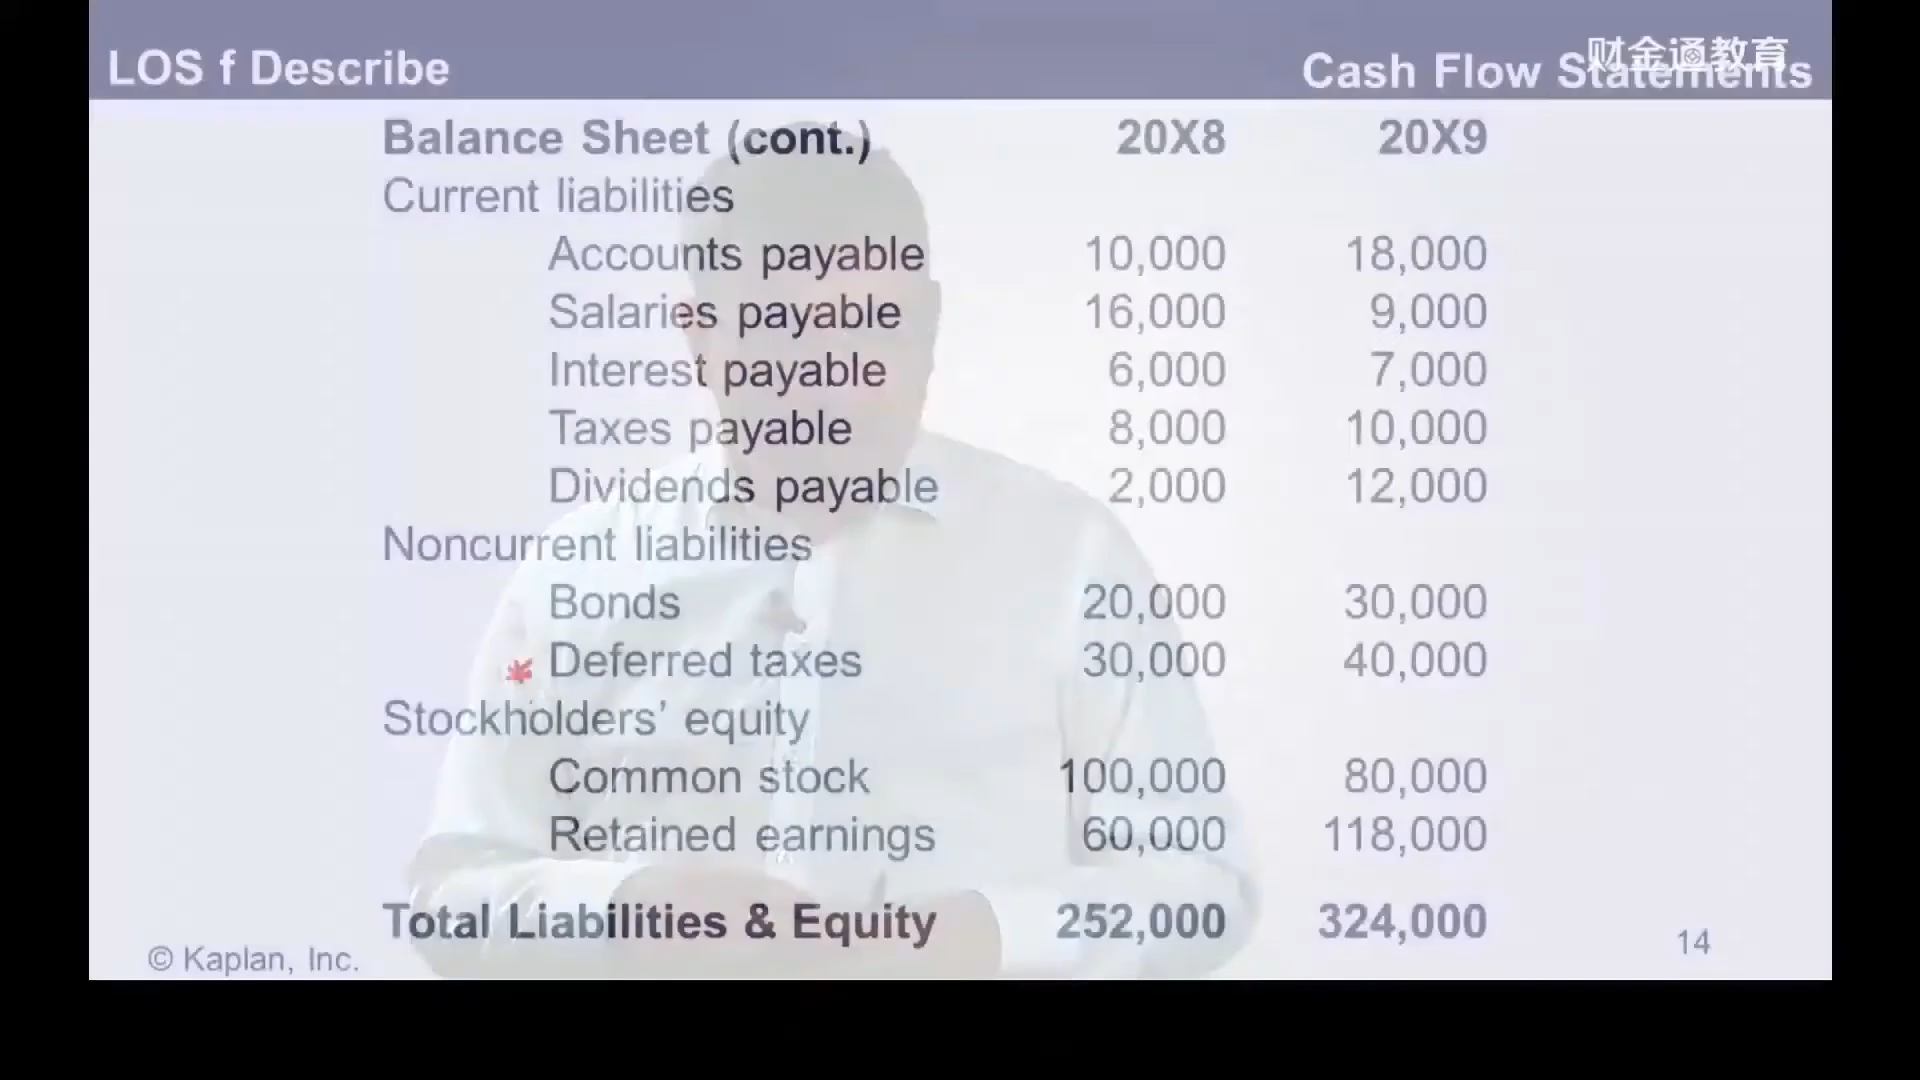 LOS f Describe
Cash Flow Statements
财金通教育
Balance Sheet (cont.) 20X8 20X9
Current liabilities
Accounts payable 10,000 18,000
Salaries payable 16,000 9,000
Interest payable 6,000 7,000
Taxes payable 8,000 10,000
Dividends payable 2,000 12,000
Noncurrent liabilities
Bonds 20,000 30,000
* Deferred taxes 30,000 40,000
Stockholders’ equity
Common stock 100,000 80,000
Retained earnings 60,000 118,000
Total Liabilities & Equity 252,000 324,000
© Kaplan, Inc.
14